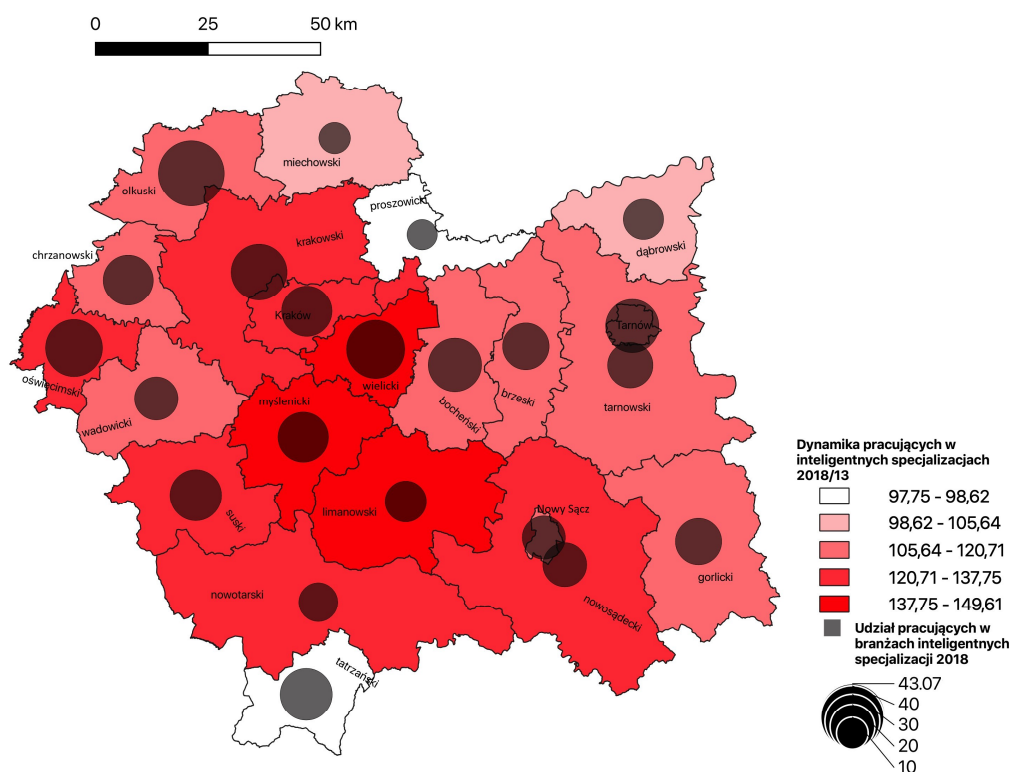 0 25 50 km
miechowski
olkuski
proszowicki
krakowski
dąbrowski
chrzanowski
Kraków
Tarnów
oświęcimski
wielicki
myślenicki
brzeski
bocheński
tarnowski
wadowicki
suski
limanowski
Nowy Sącz
gorlicki
nowotarski
nowosądecki
tatrzański
Dynamika pracujących w
inteligentnych specjalizacjach
2018/13
97,75 - 98,62
98,62 - 105,64
105,64 - 120,71
120,71 - 137,75
137,75 - 149,61
Udział pracujących w
branżach inteligentnych
specjalizacji 2018
43.07
40
30
20
10